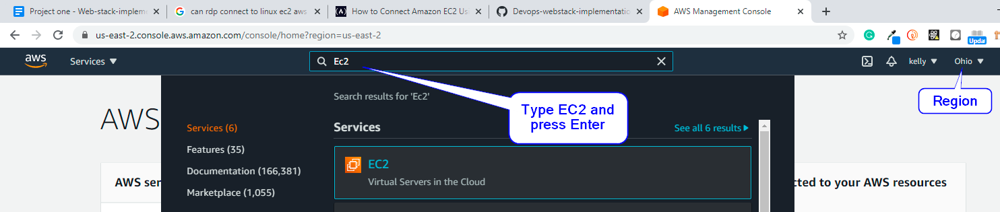 Project one - Web-stack-implem
can rdp connect to linux ec2 aws
How to Connect Amazon EC2 Usi
Devops-webstack-implementatio
AWS Management Console
us-east-2.console.aws.amazon.com/console/home?region=us-east-2
Upda
aws
Services
Ec2
kelly
Ohio
Region
Search results for 'Ec2'
Type EC2 and
press Enter
AWS
Services (6)
Features (35)
Documentation (166,381)
Marketplace (1,055)
Services
See all 6 results
EC2
Virtual Servers in the Cloud
AWS ser
cted to your AWS resources